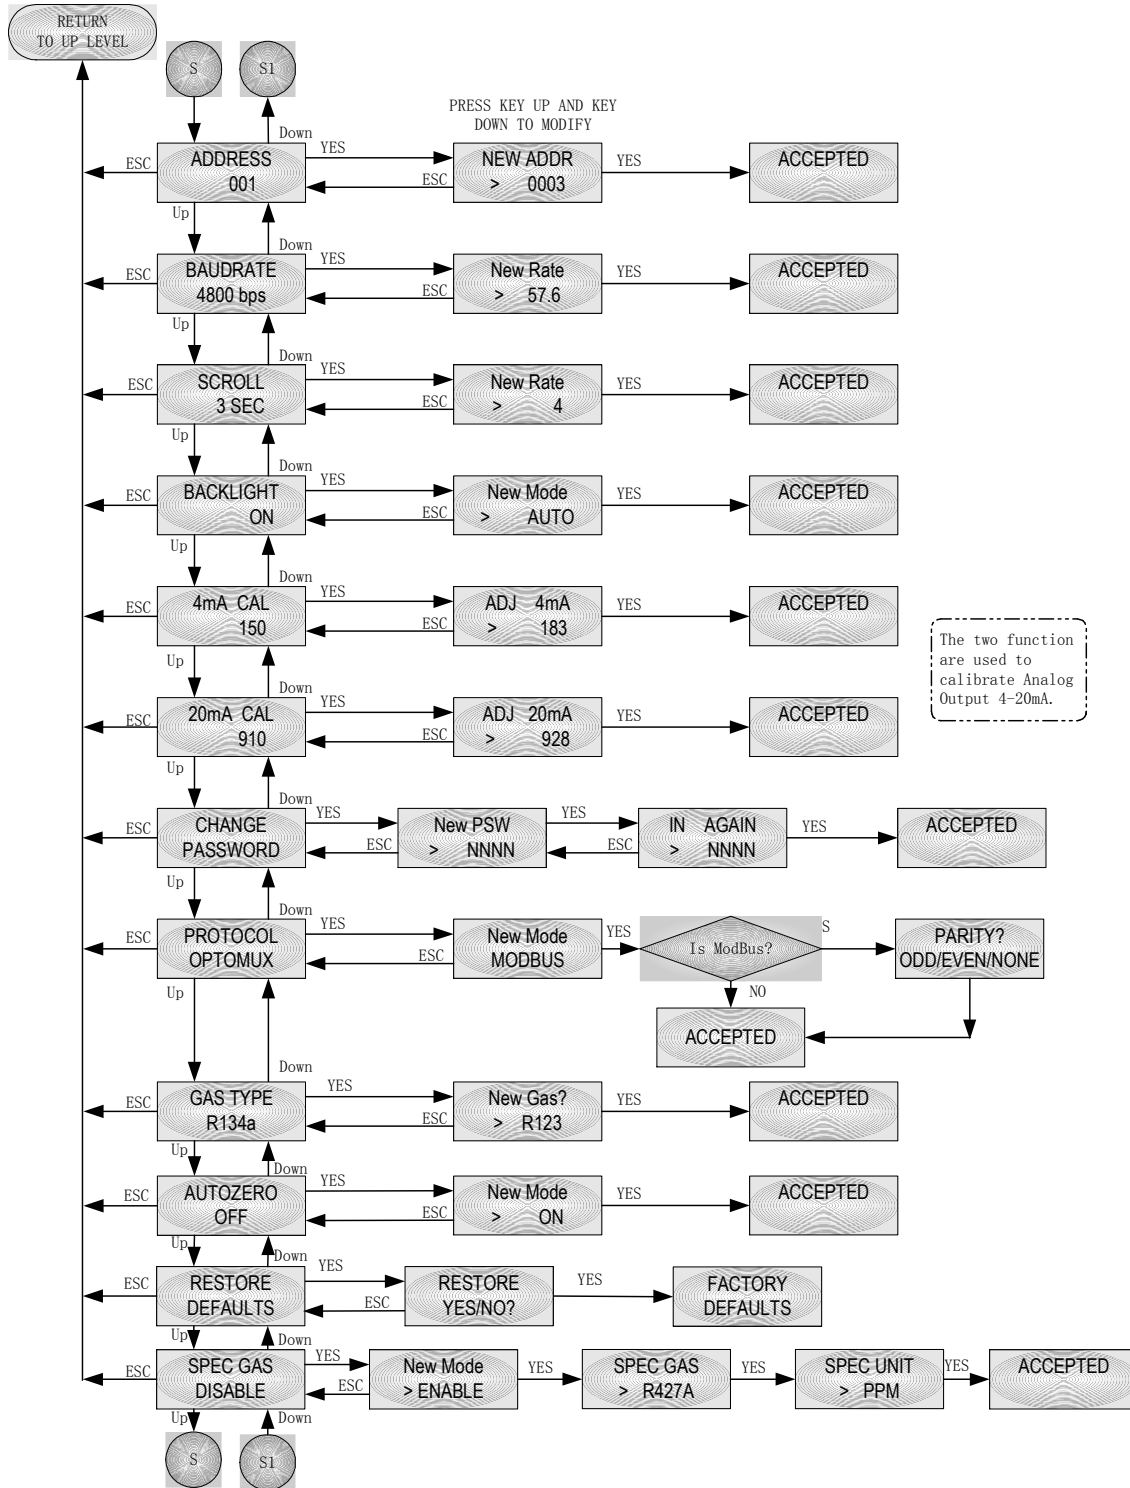 RETURN
TO UP LEVEL
S
S1
PRESS KEY UP AND KEY
DOWN TO MODIFY
Down
ESC
ADDRESS
001
YES
ESC
NEW ADDR
> 0003
YES
ACCEPTED
Up
Down
ESC
BAUDRATE
4800 bps
YES
ESC
New Rate
> 57.6
YES
ACCEPTED
Up
Down
ESC
SCROLL
3 SEC
YES
ESC
New Rate
> 4
YES
ACCEPTED
Up
Down
ESC
BACKLIGHT
ON
YES
ESC
New Mode
> AUTO
YES
ACCEPTED
Up
Down
ESC
4mA CAL
150
YES
ESC
ADJ 4mA
> 183
YES
ACCEPTED
The two function
are used to
calibrate Analog
Output 4-20mA.
Up
Down
ESC
20mA CAL
910
YES
ESC
ADJ 20mA
> 928
YES
ACCEPTED
Up
Down
ESC
CHANGE
PASSWORD
YES
ESC
New PSW
> NNNN
YES
ESC
IN AGAIN
> NNNN
YES
ACCEPTED
Up
Down
ESC
PROTOCOL
OPTOMUX
YES
ESC
New Mode
MODBUS
YES
Is ModBus?
S
PARITY?
ODD/EVEN/NONE
NO
ACCEPTED
Up
Down
ESC
GAS TYPE
R134a
YES
ESC
New Gas?
> R123
YES
ACCEPTED
Up
Down
ESC
AUTOZERO
OFF
YES
ESC
New Mode
> ON
YES
ACCEPTED
Up
Down
ESC
RESTORE
DEFAULTS
YES
ESC
RESTORE
YES/NO?
YES
FACTORY
DEFAULTS
Up
Down
ESC
SPEC GAS
DISABLE
YES
ESC
New Mode
> ENABLE
YES
SPEC GAS
> R427A
YES
SPEC UNIT
> PPM
YES
ACCEPTED
Up
Down
S
S1